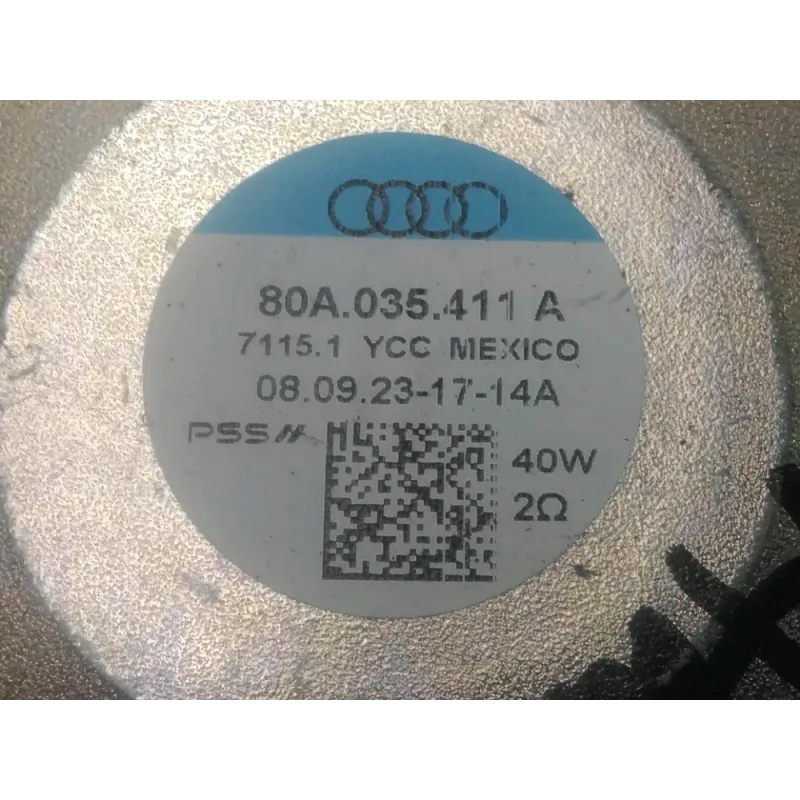 80A.035.411 A
7115.1 YCC MEXICO
08.09.23-17-14A
PSS
40W
2Ω